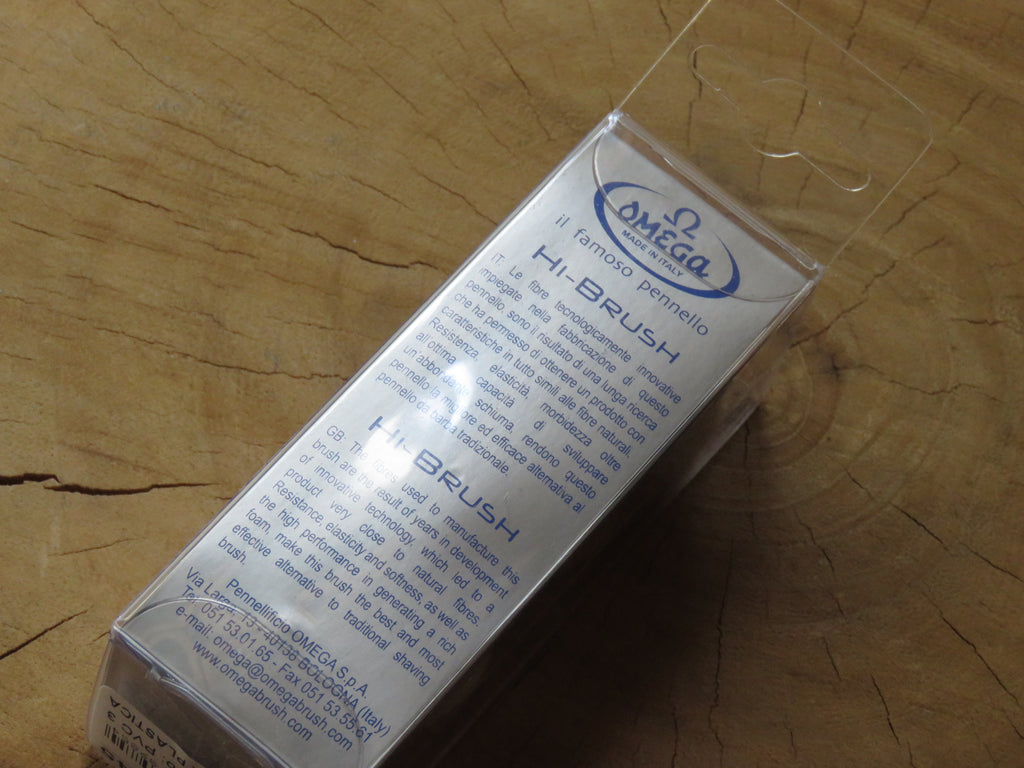 Ω
OMEGA
MADE IN ITALY
il famoso pennello
HI-BRUSH
IT: Le fibre tecnologicamente innovative
impiegate nella fabbricazione di questo
pennello, sono il risultato di una lunga ricerca
che ha permesso di ottenere un prodotto con
caratteristiche in tutto simili alle fibre naturali.
Resistenza, elasticità, morbidezza oltre
all'ottima capacità di sviluppare
un'abbondante schiuma, rendono questo
pennello la migliore ed efficace alternativa al
pennello da barba tradizionale.
HI-BRUSH
GB: The fibres used to manufacture this
brush are the result of years in development
of innovative technology, which led to a
product very close to natural fibres.
Resistance, elasticity and softness, as well as
the high performance in generating a rich
foam, make this brush the best and most
effective alternative to traditional shaving
brush.
Pennellificio OMEGA S.p.A.
Via Larga, 40138 BOLOGNA (Italy)
Tel. 051 53.01.65 - Fax 051 53 55 61
e-mail: omega@omegabrush.com
www.omegabrush.com
PVC 3
PLASTICA